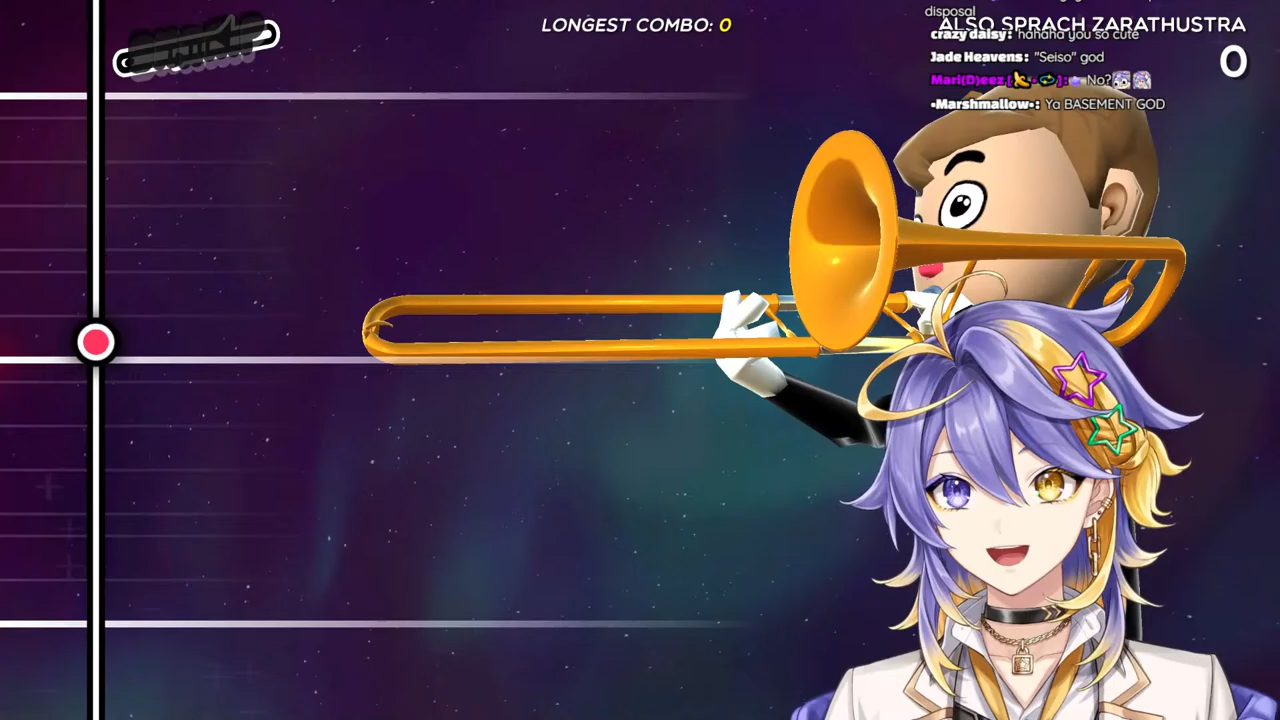 LONGEST COMBO: 0
disposal
ALSO SPRACH ZARATHUSTRA
crazy daisy: hahaha you so cute
0
Jade Heavens: "Seiso" god
Mari(D)eez [ • ]: No?
•Marshmallow•: Ya BASEMENT GOD